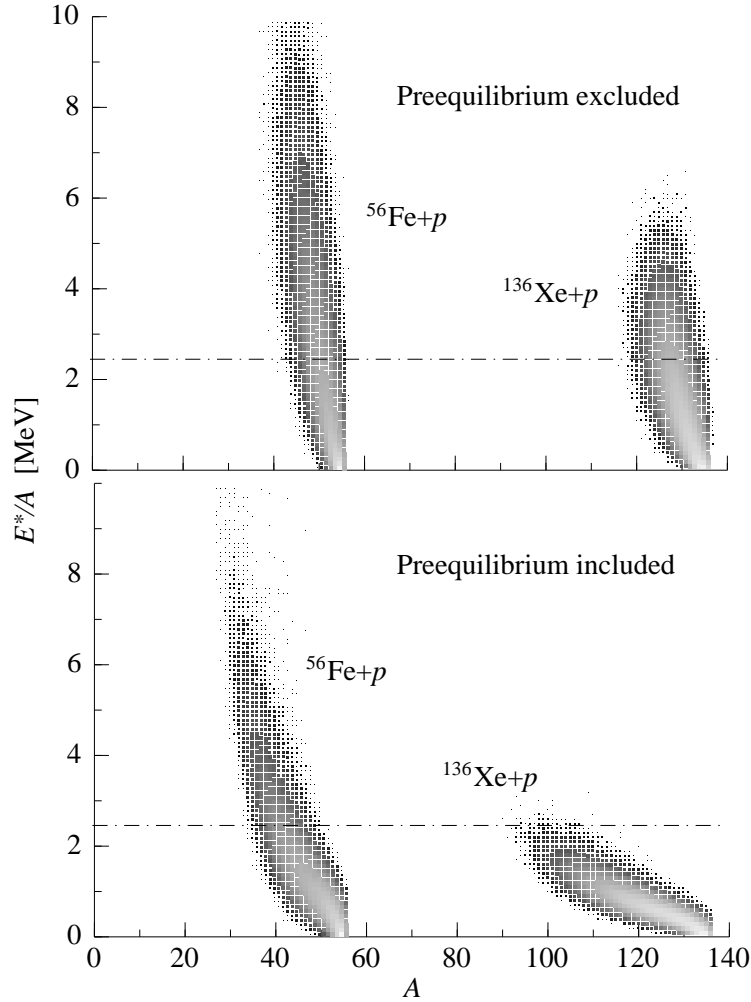 10
Preequilibrium excluded
8
⁵⁶Fe+p
6
¹³⁶Xe+p
4
2
0
E*/A [MeV]
Preequilibrium included
8
⁵⁶Fe+p
6
¹³⁶Xe+p
4
2
0
0 20 40 60 80 100 120 140
A